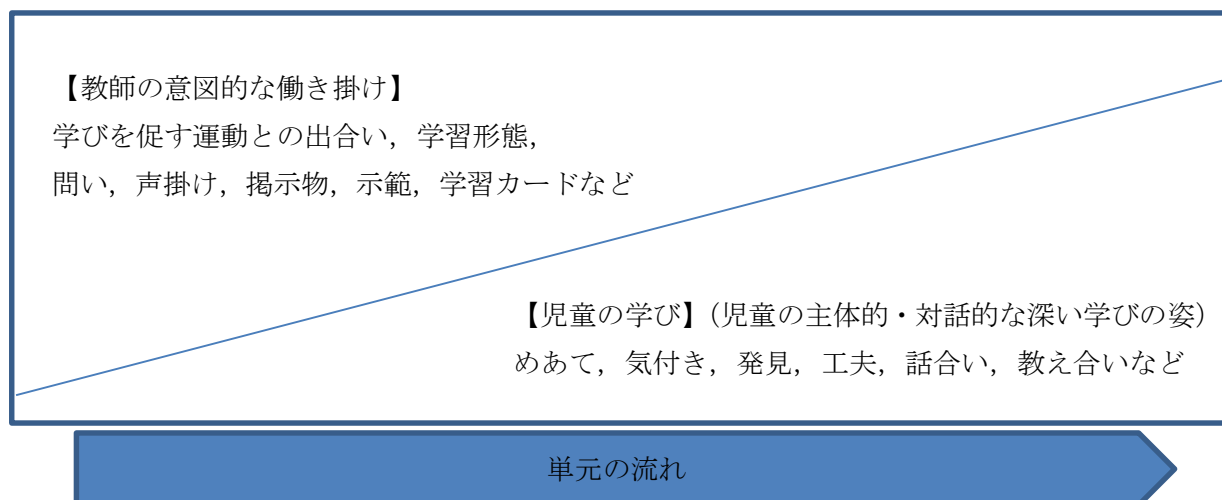 【教師の意図的な働き掛け】
学びを促す運動との出合い，学習形態，
問い，声掛け，掲示物，示範，学習カードなど
【児童の学び】（児童の主体的・対話的な深い学びの姿）
めあて，気付き，発見，工夫，話合い，教え合いなど
単元の流れ